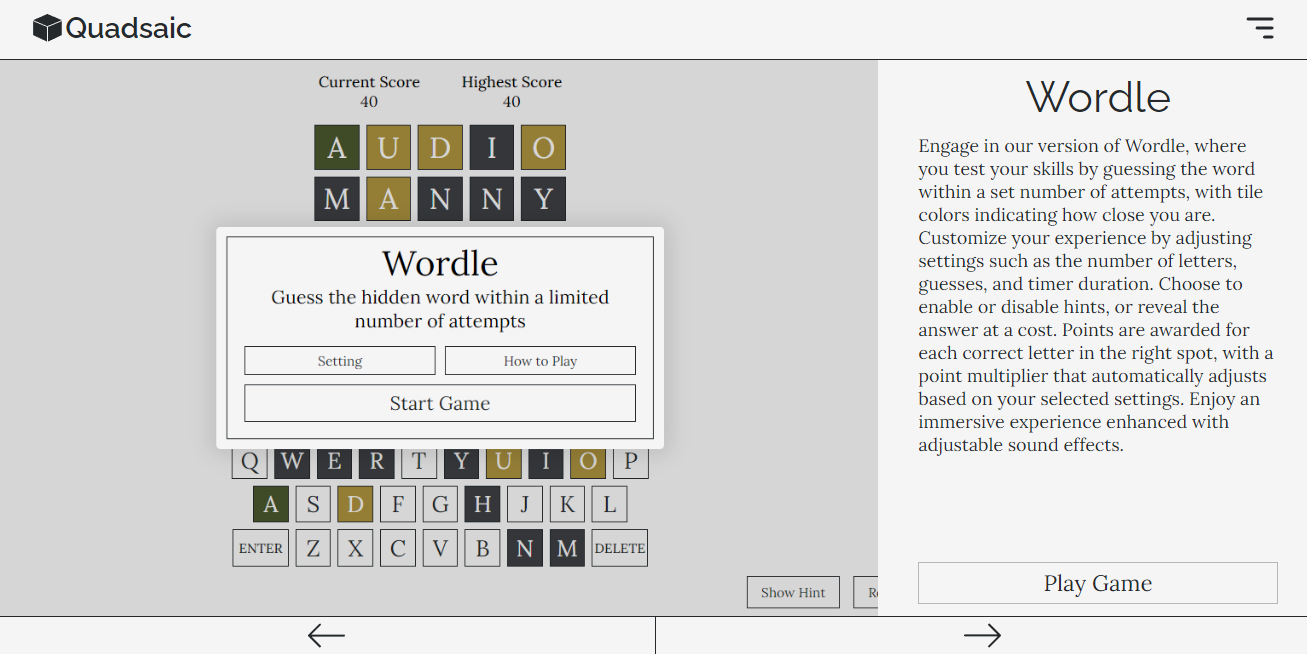 Quadsaic
Current Score
Highest Score
40
40
A U D I O
M A N N Y
Wordle
Guess the hidden word within a limited
number of attempts
Setting
How to Play
Start Game
Q W E R T Y U I O P
A S D F G H J K L
ENTER Z X C V B N M DELETE
Show Hint
Wordle
Engage in our version of Wordle, where
you test your skills by guessing the word
within a set number of attempts, with tile
colors indicating how close you are.
Customize your experience by adjusting
settings such as the number of letters,
guesses, and timer duration. Choose to
enable or disable hints, or reveal the
answer at a cost. Points are awarded for
each correct letter in the right spot, with a
point multiplier that automatically adjusts
based on your selected settings. Enjoy an
immersive experience enhanced with
adjustable sound effects.
Play Game